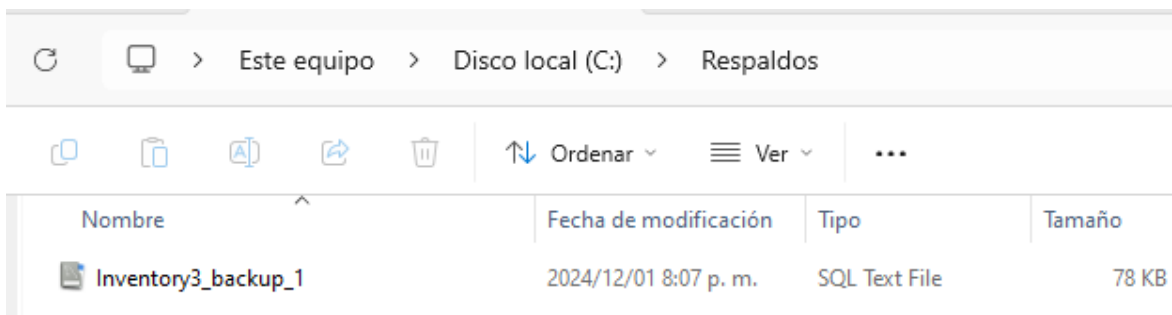 Este equipo > Disco local (C:) > Respaldos
Ordenar Ver ...
Nombre Fecha de modificación Tipo Tamaño
Inventory3_backup_1 2024/12/01 8:07 p. m. SQL Text File 78 KB